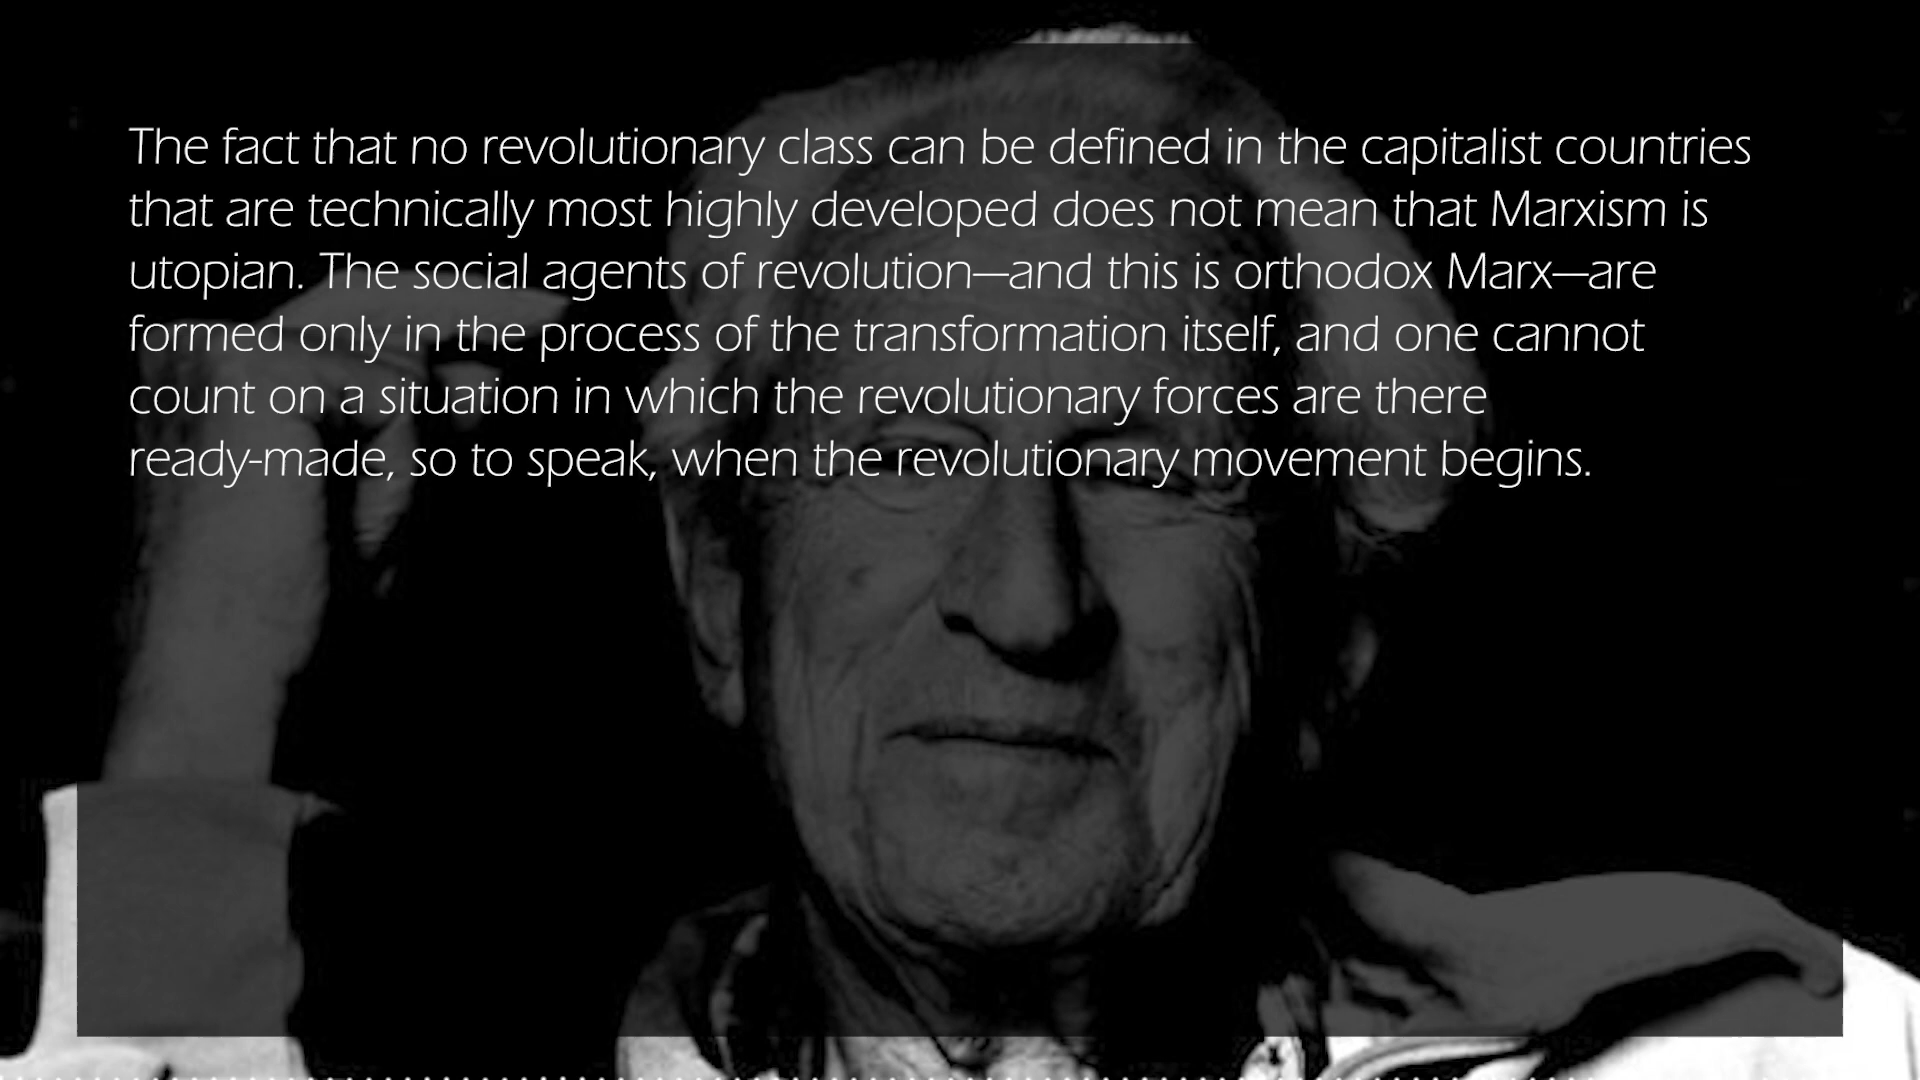 The fact that no revolutionary class can be defined in the capitalist countries
that are technically most highly developed does not mean that Marxism is
utopian. The social agents of revolution—and this is orthodox Marx—are
formed only in the process of the transformation itself, and one cannot
count on a situation in which the revolutionary forces are there
ready-made, so to speak, when the revolutionary movement begins.